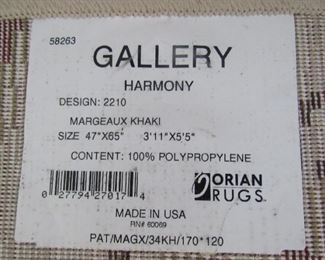 58263
GALLERY
HARMONY
DESIGN: 2210
MARGEAUX KHAKI
SIZE 47"X65" 3'11"X5'5"
CONTENT: 100% POLYPROPYLENE
0 27794 27017 4
ORIAN
RUGS
MADE IN USA
RN# 60069
PAT/MAGX/34KH/170*120